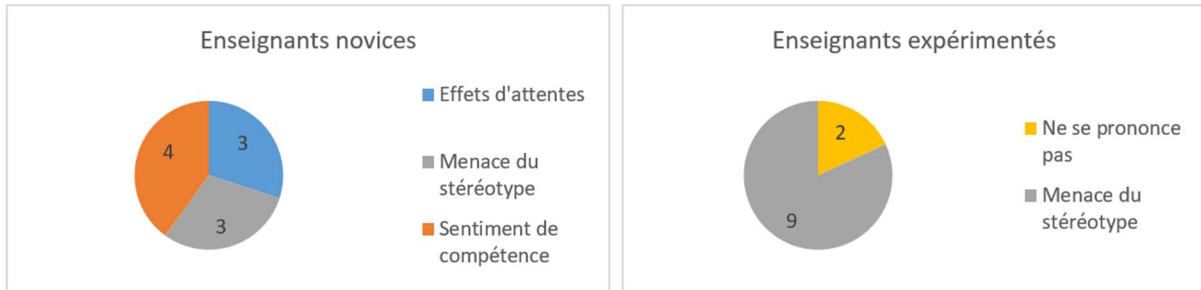 Enseignants novices
4
3
3
Effets d'attentes
Menace du
stéréotype
Sentiment de
compétence
Enseignants expérimentés
2
9
Ne se prononce
pas
Menace du
stéréotype